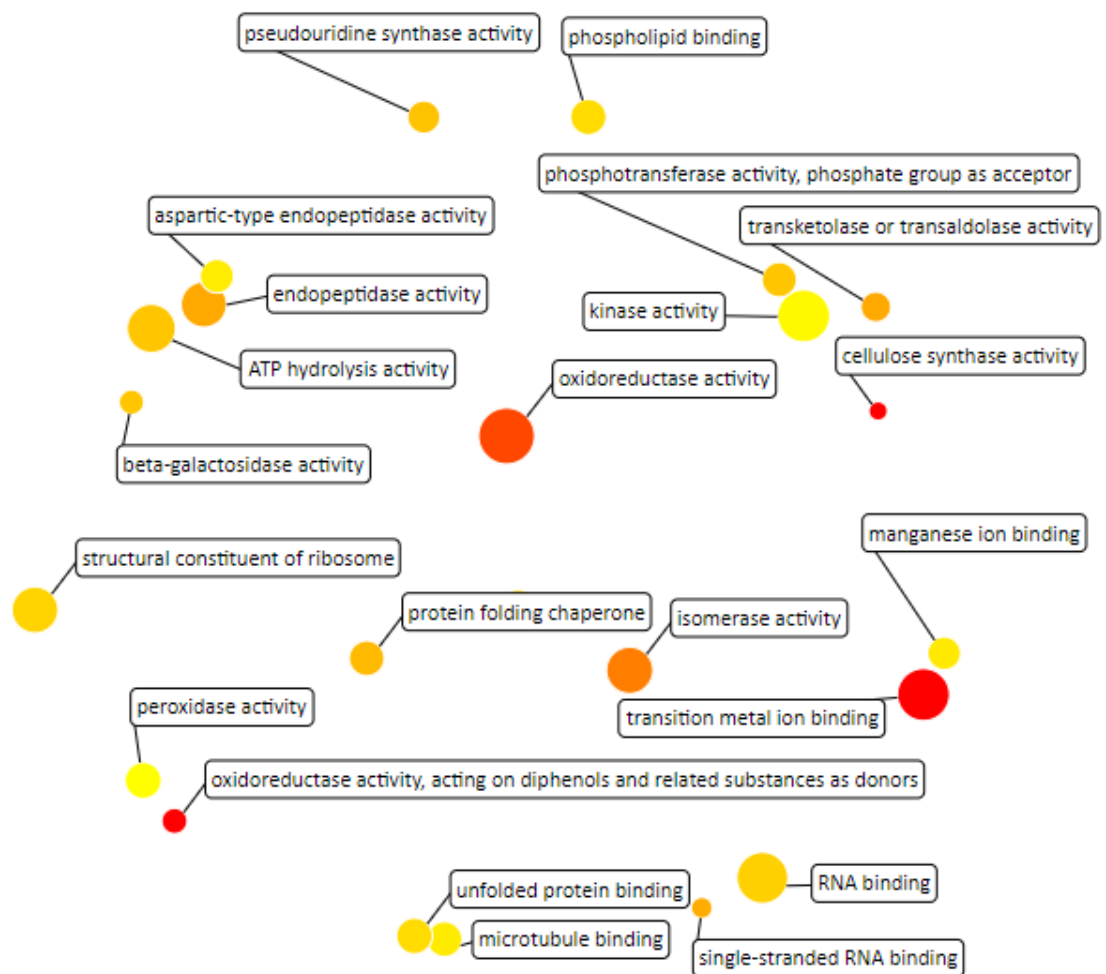 pseudouridine synthase activity
phospholipid binding
phosphotransferase activity, phosphate group as acceptor
aspartic-type endopeptidase activity
transketolase or transaldolase activity
endopeptidase activity
kinase activity
ATP hydrolysis activity
cellulose synthase activity
oxidoreductase activity
beta-galactosidase activity
manganese ion binding
structural constituent of ribosome
protein folding chaperone
isomerase activity
peroxidase activity
transition metal ion binding
oxidoreductase activity, acting on diphenols and related substances as donors
unfolded protein binding
RNA binding
microtubule binding
single-stranded RNA binding